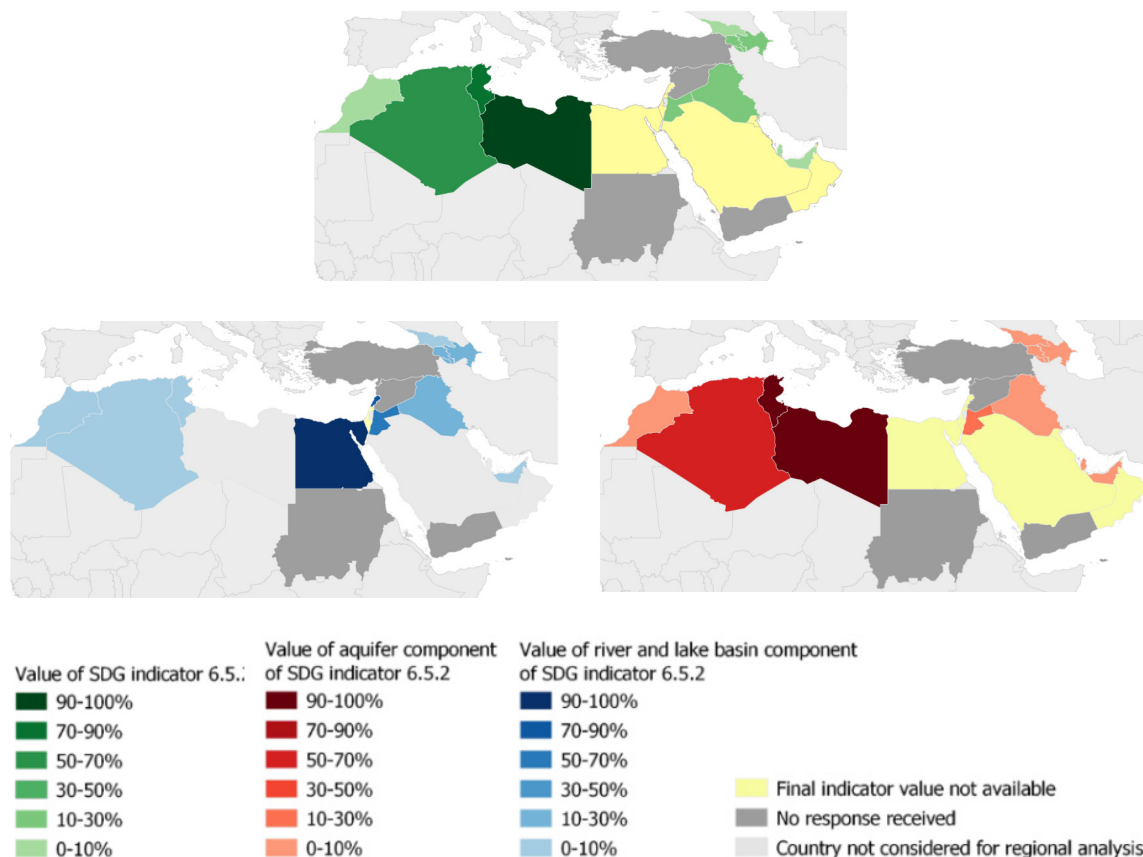 Value of SDG indicator 6.5.2
90-100%
70-90%
50-70%
30-50%
10-30%
0-10%
Value of aquifer component
of SDG indicator 6.5.2
90-100%
70-90%
50-70%
30-50%
10-30%
0-10%
Value of river and lake basin component
of SDG indicator 6.5.2
90-100%
70-90%
50-70%
30-50%
10-30%
0-10%
Final indicator value not available
No response received
Country not considered for regional analysis